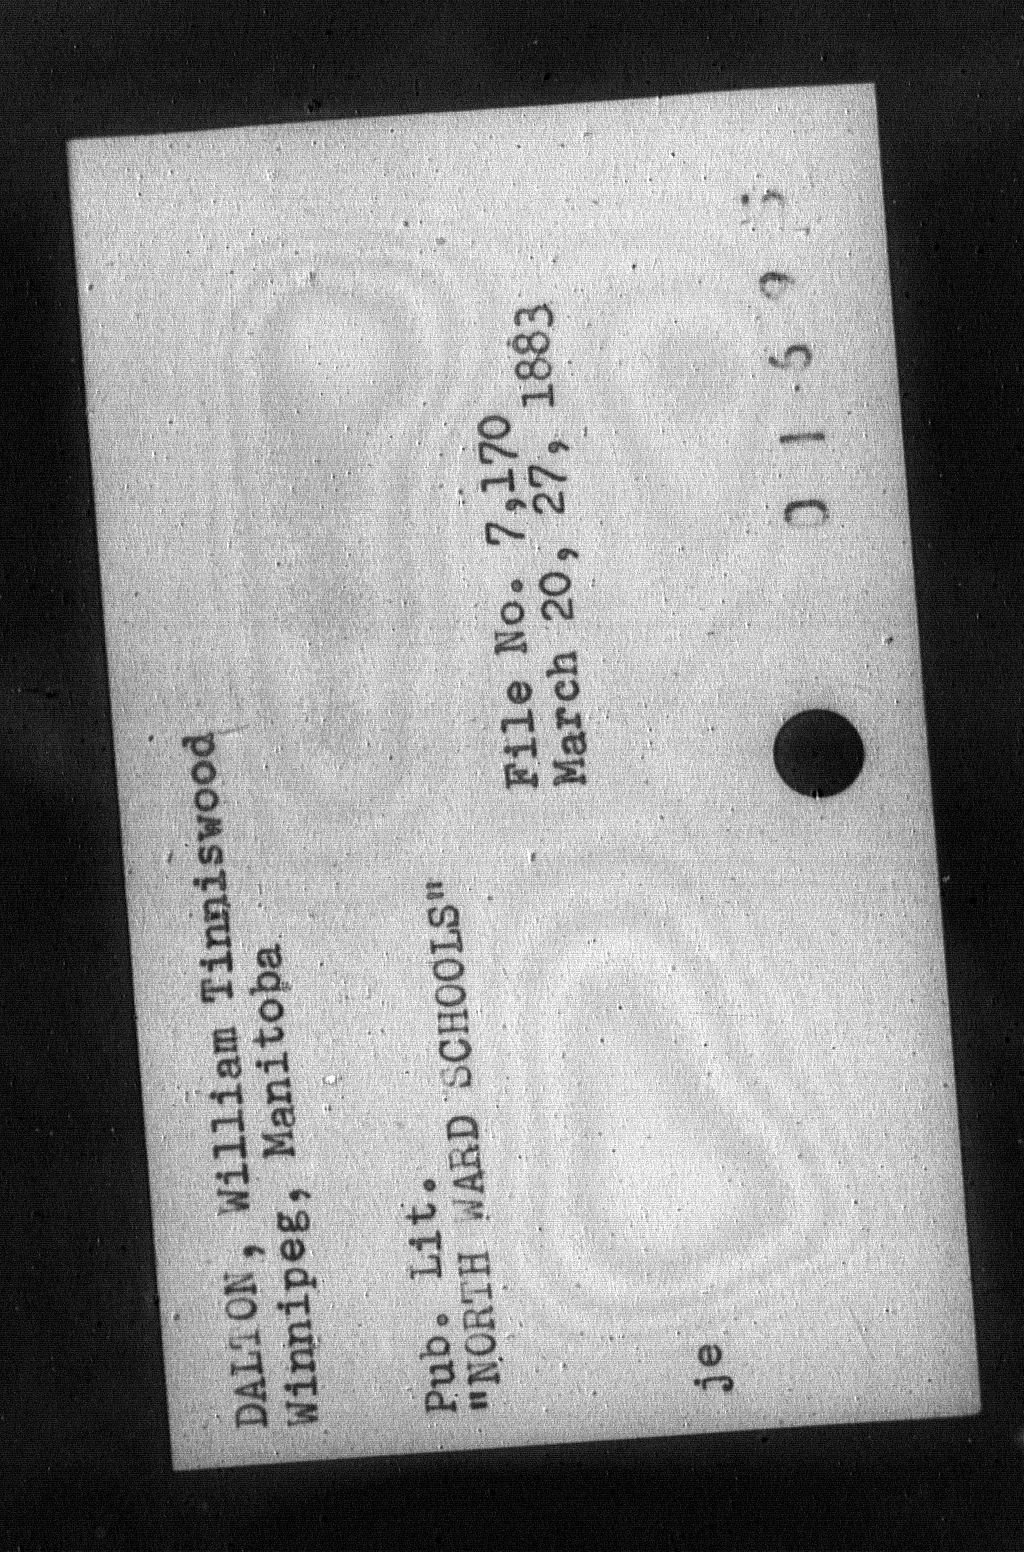 DALTON, William Tinniswood
Winnipeg, Manitoba
Pub. Lit.
"NORTH WARD SCHOOLS"
File No. 7,170
March 20, 27, 1883
je